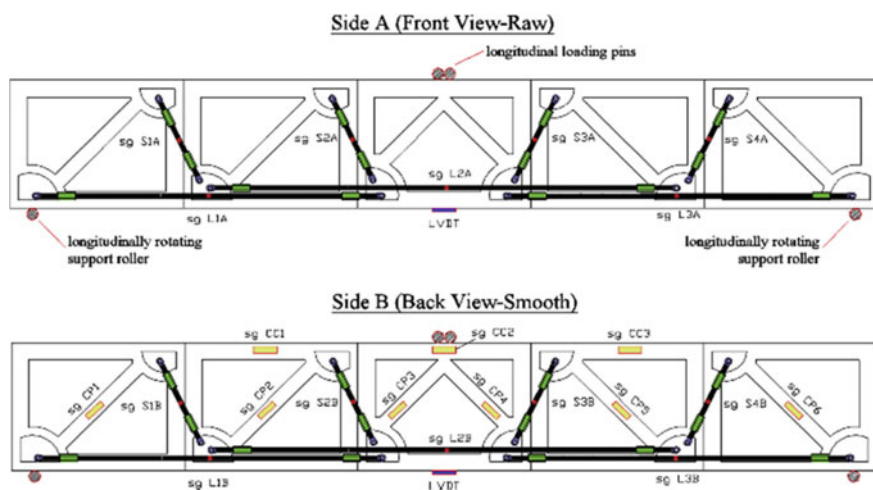 Side A (Front View-Raw)
longitudinal loading pins
sg S1A
sg S2A
sg L2A
sg S3A
sg S4A
sg L1A
sg L3A
LVDT
longitudinally rotating
support roller
longitudinally rotating
support roller
Side B (Back View-Smooth)
sg CC1
sg CC2
sg CC3
sg CP1
sg S1B
sg CP2
sg S2B
sg CP3
sg CP4
sg L2B
sg S3B
sg CP5
sg S4B
sg CP6
sg L1B
LVDT
sg L3B